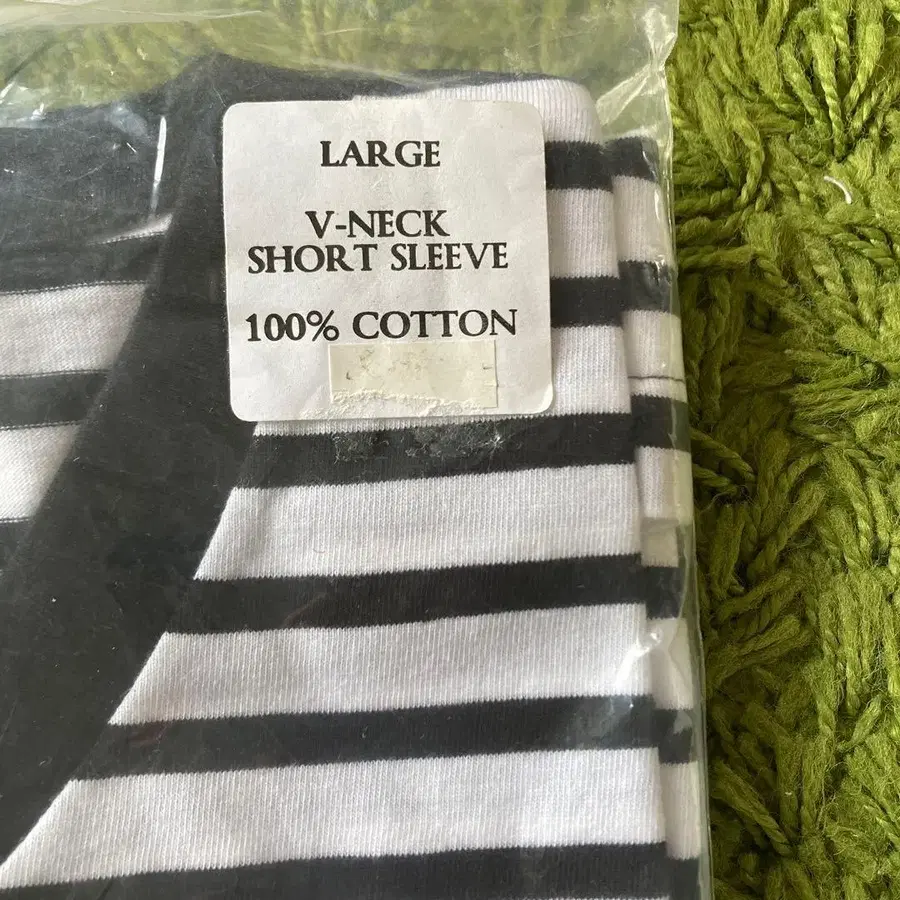 LARGE
V-NECK
SHORT SLEEVE
100% COTTON